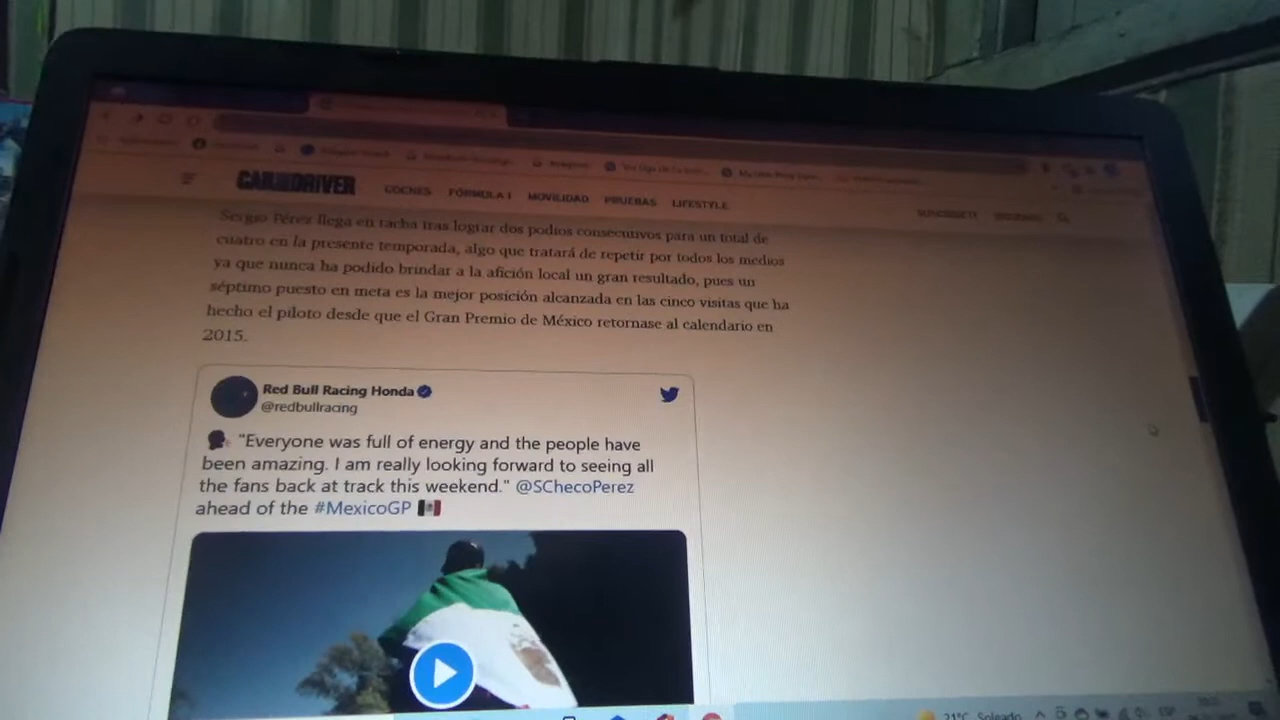 CAR AND DRIVER
COCHES FÓRMULA 1 MOVILIDAD PRUEBAS LIFESTYLE
Sergio Pérez llega en racha tras lograr dos podios consecutivos para un total de
cuatro en la presente temporada, algo que tratará de repetir por todos los medios
ya que nunca ha podido brindar a la afición local un gran resultado, pues un
séptimo puesto en meta es la mejor posición alcanzada en las cinco visitas que ha
hecho el piloto desde que el Gran Premio de México retornase al calendario en
2015.
Red Bull Racing Honda
@redbullracing
"Everyone was full of energy and the people have
been amazing. I am really looking forward to seeing all
the fans back at track this weekend." @SChecoPerez
ahead of the #MexicoGP
21°C Soleado
ESP